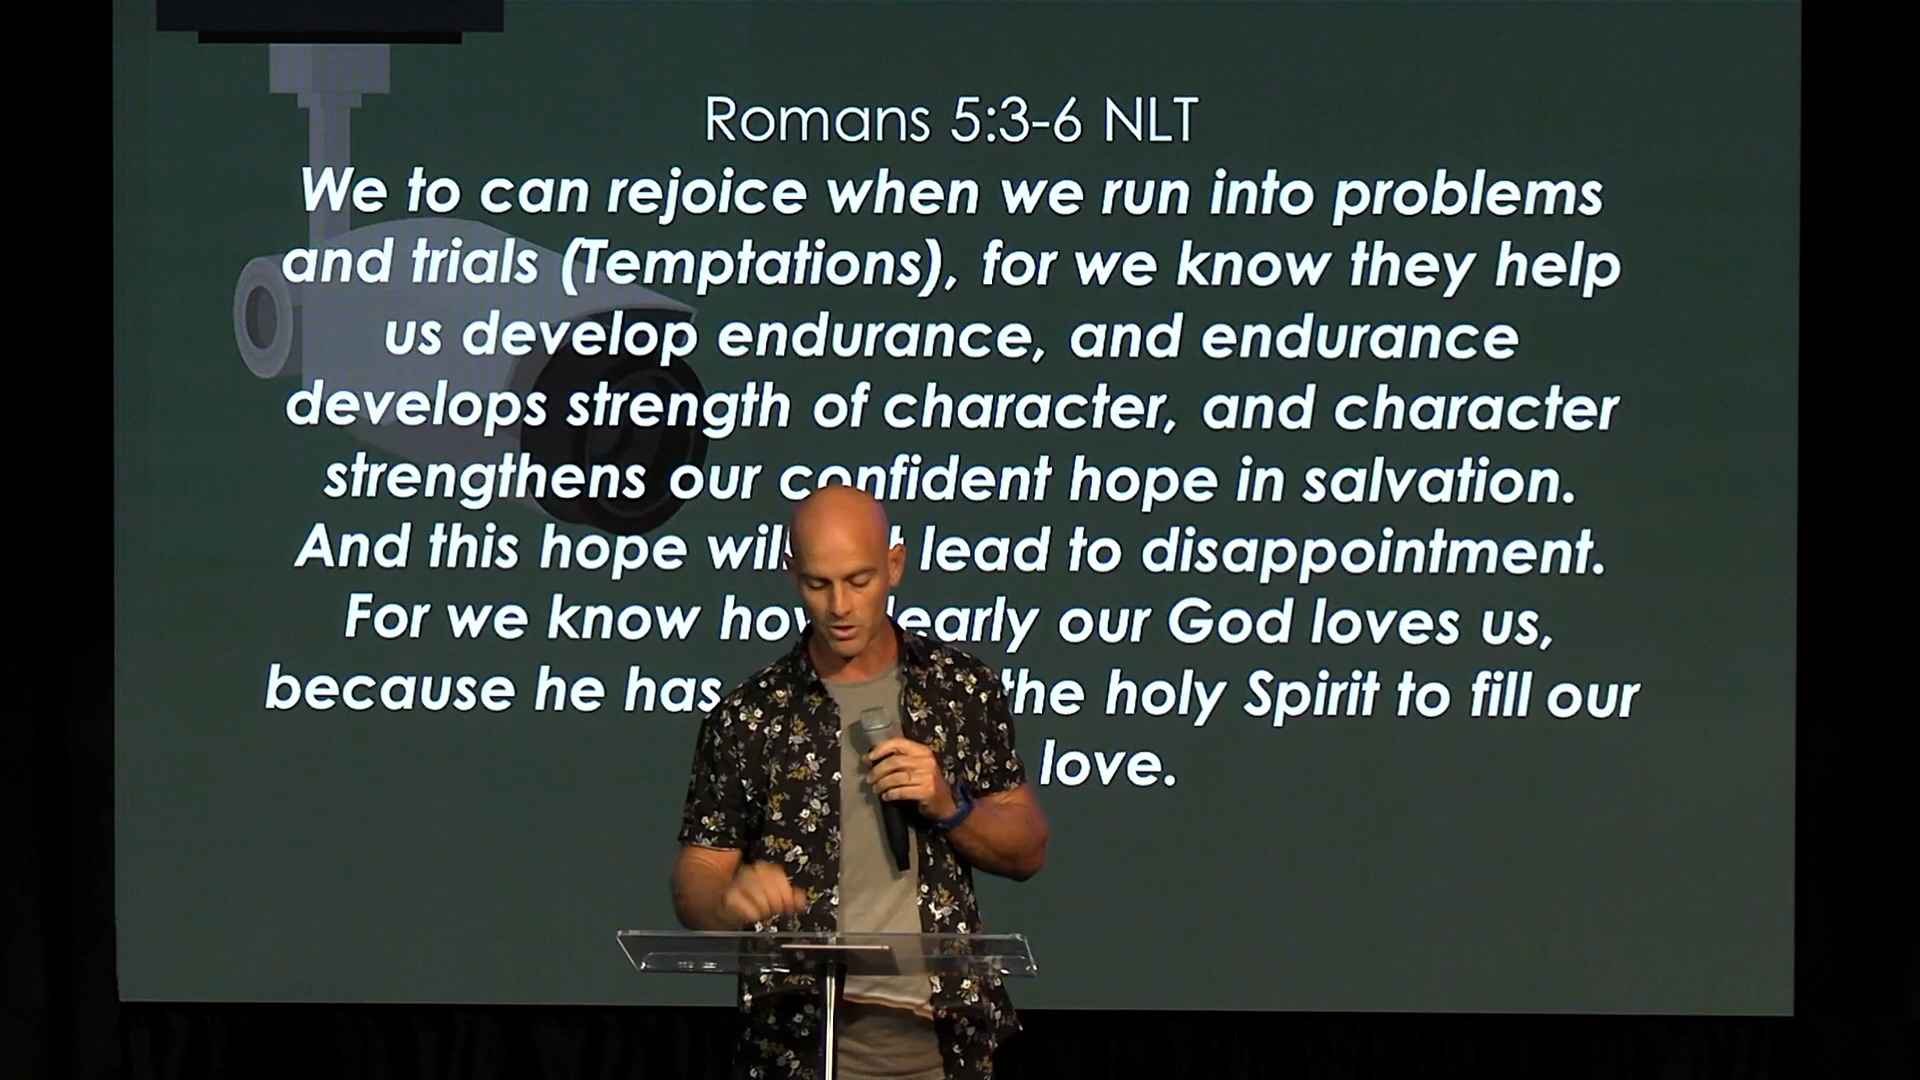 Romans 5:3-6 NLT
We to can rejoice when we run into problems
and trials (Temptations), for we know they help
us develop endurance, and endurance
develops strength of character, and character
strengthens our confident hope in salvation.
And this hope will lead to disappointment.
For we know how dearly our God loves us,
because he has the holy Spirit to fill our
love.